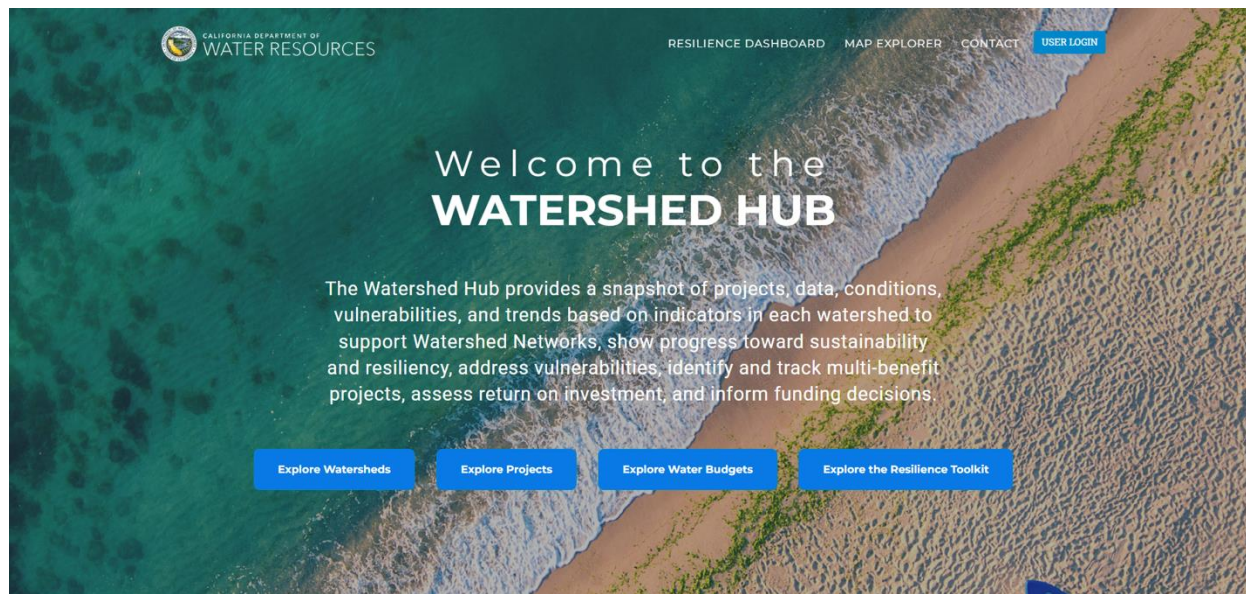 CALIFORNIA DEPARTMENT OF
WATER RESOURCES
RESILIENCE DASHBOARD MAP EXPLORER CONTACT USER LOGIN
Welcome to the
WATERSHED HUB
The Watershed Hub provides a snapshot of projects, data, conditions,
vulnerabilities, and trends based on indicators in each watershed to
support Watershed Networks, show progress toward sustainability
and resiliency, address vulnerabilities, identify and track multi-benefit
projects, assess return on investment, and inform funding decisions.
Explore Watersheds Explore Projects Explore Water Budgets Explore the Resilience Toolkit